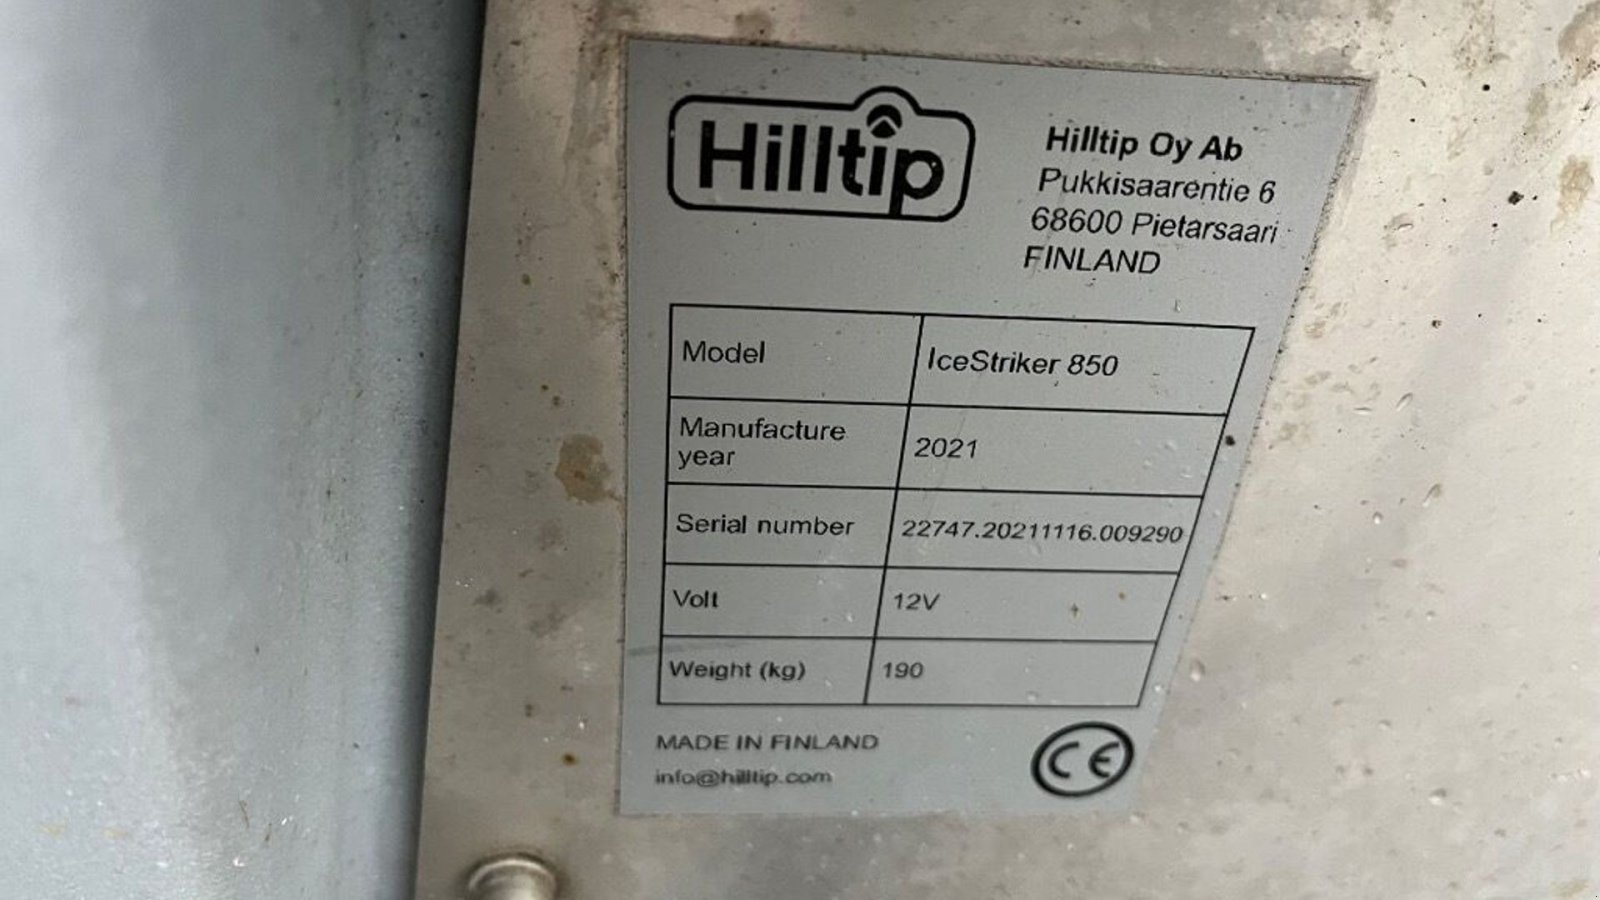 Hilltip
Hilltip Oy Ab
Pukkisaarentie 6
68600 Pietarsaari
FINLAND
Model IceStriker 850
Manufacture
year 2021
Serial number 22747.20211116.009290
Volt 12V
Weight (kg) 190
MADE IN FINLAND
info@hilltip.com
CE